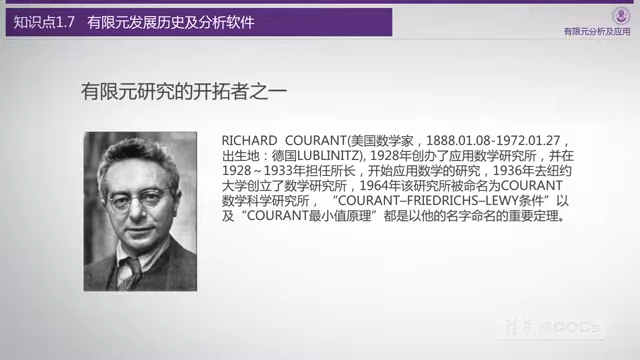 知识点1.7 有限元发展历史及分析软件
有限元分析及应用
有限元研究的开拓者之一
RICHARD COURANT(美国数学家，1888.01.08-1972.01.27，
出生地：德国LUBLINITZ), 1928年创办了应用数学研究所，并在
1928～1933年担任所长，开始应用数学的研究，1936年去纽约
大学创立了数学研究所，1964年该研究所被命名为COURANT
数学科学研究所， “COURANT–FRIEDRICHS–LEWY条件”以
及“COURANT最小值原理”都是以他的名字命名的重要定理。